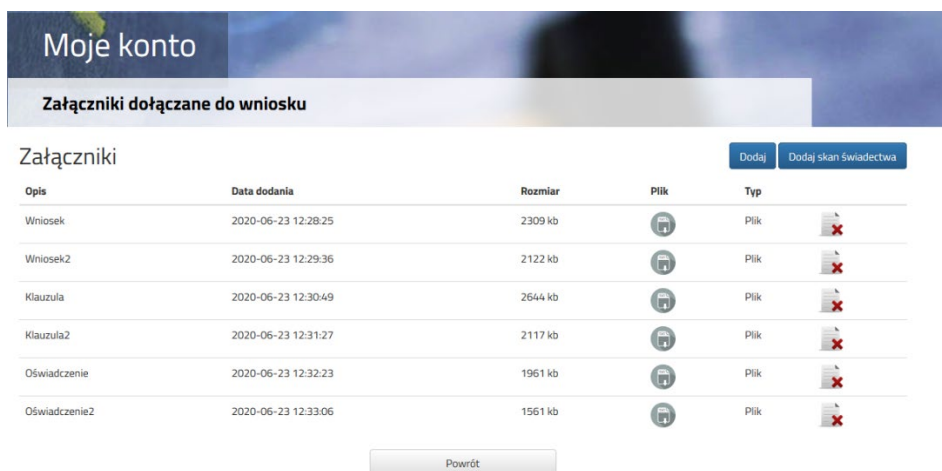 Moje konto
Załączniki dołączane do wniosku
Załączniki Dodaj Dodaj skan świadectwa
Opis Data dodania Rozmiar Plik Typ
Wniosek 2020-06-23 12:28:25 2309 kb Plik
Wniosek2 2020-06-23 12:29:36 2122 kb Plik
Klauzula 2020-06-23 12:30:49 2644 kb Plik
Klauzula2 2020-06-23 12:31:27 2117 kb Plik
Oświadczenie 2020-06-23 12:32:23 1961 kb Plik
Oświadczenie2 2020-06-23 12:33:06 1561 kb Plik
Powrót